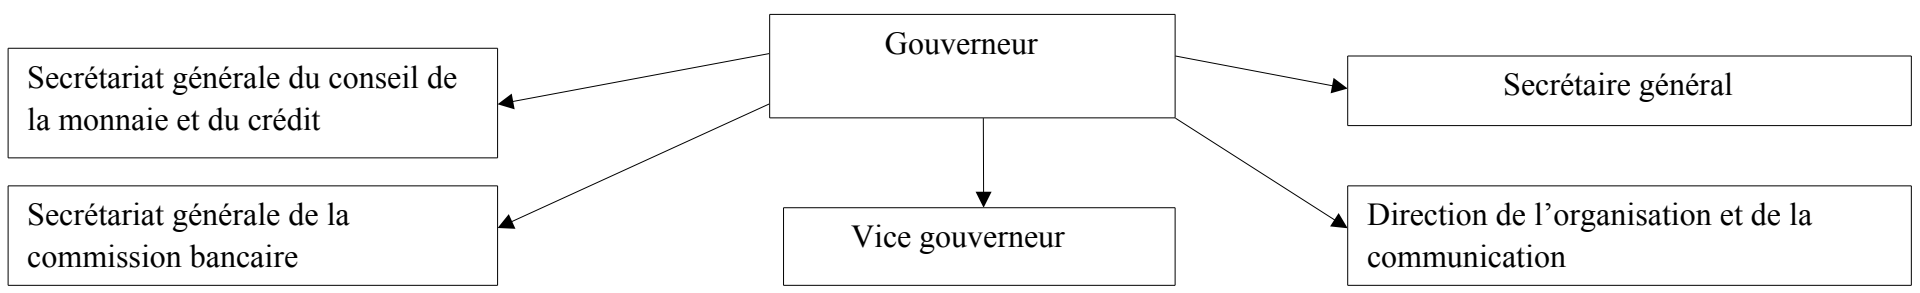 Gouverneur
Secrétariat générale du conseil de
la monnaie et du crédit
Secrétaire général
Secrétariat générale de la
commission bancaire
Vice gouverneur
Direction de l’organisation et de la
communication